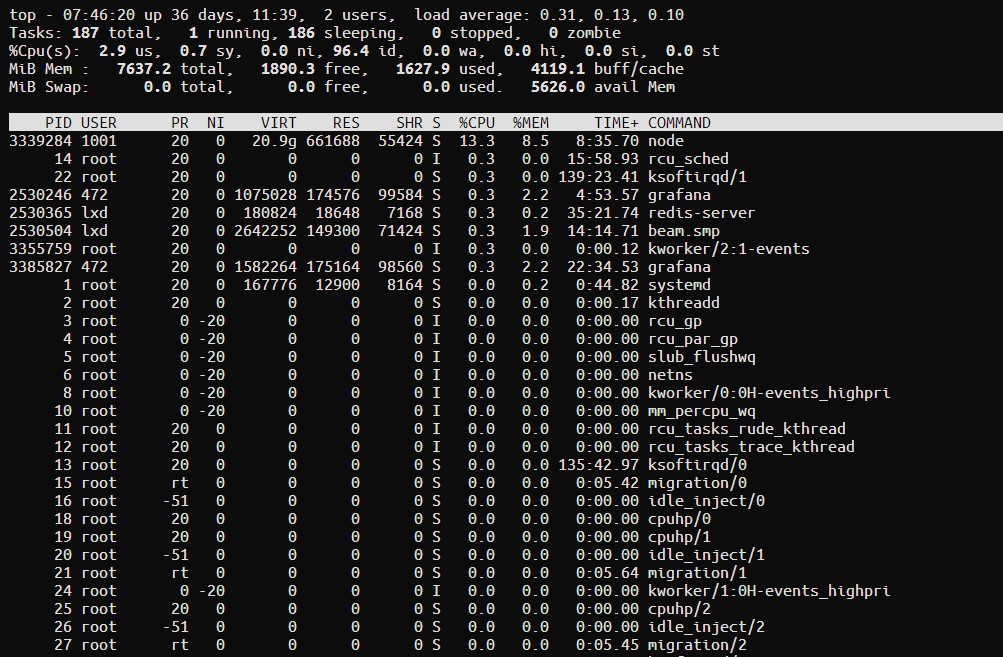 top - 07:46:20 up 36 days, 11:39,  2 users,  load average: 0.31, 0.13, 0.10
Tasks: 187 total,   1 running, 186 sleeping,   0 stopped,   0 zombie
%Cpu(s):  2.9 us,  0.7 sy,  0.0 ni, 96.4 id,  0.0 wa,  0.0 hi,  0.0 si,  0.0 st
MiB Mem :   7637.2 total,   1890.3 free,   1627.9 used,   4119.1 buff/cache
MiB Swap:      0.0 total,      0.0 free,      0.0 used.   5626.0 avail Mem
    PID USER      PR  NI    VIRT    RES    SHR S  %CPU  %MEM     TIME+ COMMAND
3339284 1001      20   0   20.9g 661688  55424 S  13.3   8.5   8:35.70 node
     14 root      20   0       0      0      0 I   0.3   0.0  15:58.93 rcu_sched
     22 root      20   0       0      0      0 S   0.3   0.0 139:23.41 ksoftirqd/1
2530246 472       20   0 1075028 174576  99584 S   0.3   2.2   4:53.57 grafana
2530365 lxd       20   0  180824  18648   7168 S   0.3   0.2  35:21.74 redis-server
2530504 lxd       20   0 2642252 149300  71424 S   0.3   1.9  14:14.71 beam.smp
3355759 root      20   0       0      0      0 I   0.3   0.0   0:00.12 kworker/2:1-events
3385827 472       20   0 1582264 175164  98560 S   0.3   2.2  22:34.53 grafana
      1 root      20   0  167776  12900   8164 S   0.0   0.2   0:44.82 systemd
      2 root      20   0       0      0      0 S   0.0   0.0   0:00.17 kthreadd
      3 root       0 -20       0      0      0 I   0.0   0.0   0:00.00 rcu_gp
      4 root       0 -20       0      0      0 I   0.0   0.0   0:00.00 rcu_par_gp
      5 root       0 -20       0      0      0 I   0.0   0.0   0:00.00 slub_flushwq
      6 root       0 -20       0      0      0 I   0.0   0.0   0:00.00 netns
      8 root       0 -20       0      0      0 I   0.0   0.0   0:00.00 kworker/0:0H-events_highpri
     10 root       0 -20       0      0      0 I   0.0   0.0   0:00.00 mm_percpu_wq
     11 root      20   0       0      0      0 I   0.0   0.0   0:00.00 rcu_tasks_rude_kthread
     12 root      20   0       0      0      0 I   0.0   0.0   0:00.00 rcu_tasks_trace_kthread
     13 root      20   0       0      0      0 S   0.0   0.0 135:42.97 ksoftirqd/0
     15 root      rt   0       0      0      0 S   0.0   0.0   0:05.42 migration/0
     16 root     -51   0       0      0      0 S   0.0   0.0   0:00.00 idle_inject/0
     18 root      20   0       0      0      0 S   0.0   0.0   0:00.00 cpuhp/0
     19 root      20   0       0      0      0 S   0.0   0.0   0:00.00 cpuhp/1
     20 root     -51   0       0      0      0 S   0.0   0.0   0:00.00 idle_inject/1
     21 root      rt   0       0      0      0 S   0.0   0.0   0:05.64 migration/1
     24 root       0 -20       0      0      0 I   0.0   0.0   0:00.00 kworker/1:0H-events_highpri
     25 root      20   0       0      0      0 S   0.0   0.0   0:00.00 cpuhp/2
     26 root     -51   0       0      0      0 S   0.0   0.0   0:00.00 idle_inject/2
     27 root      rt   0       0      0      0 S   0.0   0.0   0:05.45 migration/2